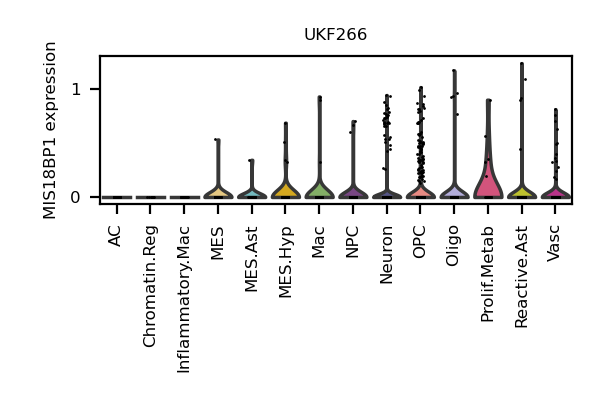 UKF266
MIS18BP1 expression
1
0
AC
Chromatin.Reg
Inflammatory.Mac
MES
MES.Ast
MES.Hyp
Mac
NPC
Neuron
OPC
Oligo
Prolif.Metab
Reactive.Ast
Vasc